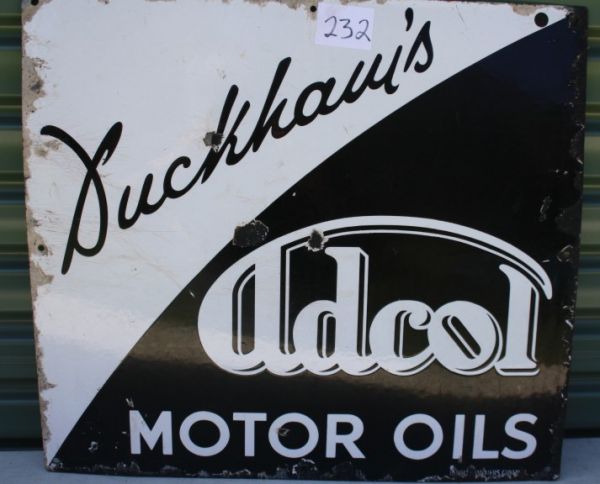 232
Duckham's
Adcol
MOTOR OILS